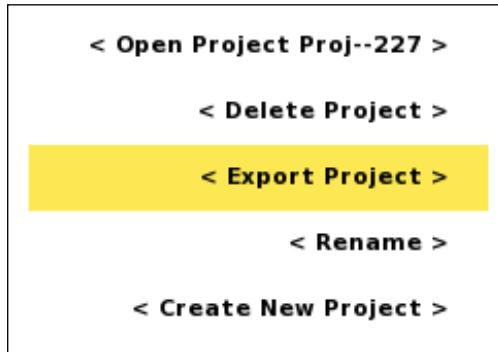 < Open Project Proj--227 >
< Delete Project >
< Export Project >
< Rename >
< Create New Project >